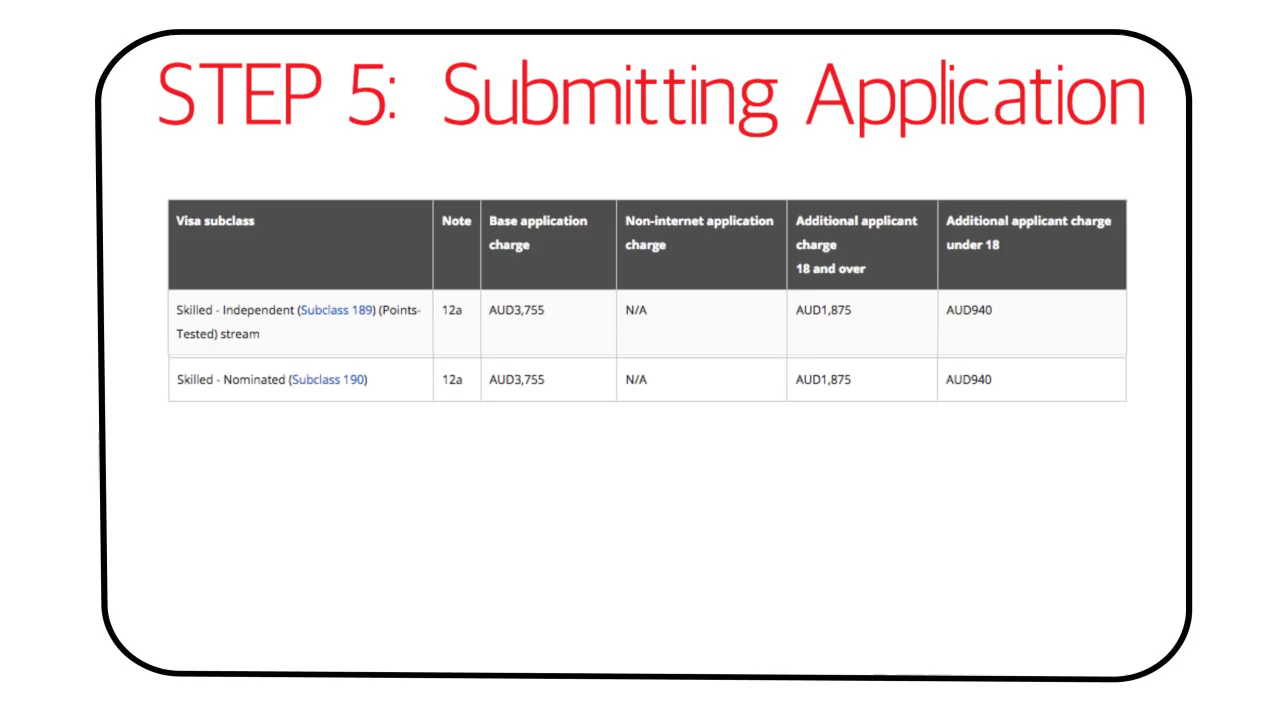 STEP 5: Submitting Application
Visa subclass
Note
Base application
charge
Non-internet application
charge
Additional applicant
charge
18 and over
Additional applicant charge
under 18
Skilled - Independent (Subclass 189) (Points-
Tested) stream
12a
AUD3,755
N/A
AUD1,875
AUD940
Skilled - Nominated (Subclass 190)
12a
AUD3,755
N/A
AUD1,875
AUD940